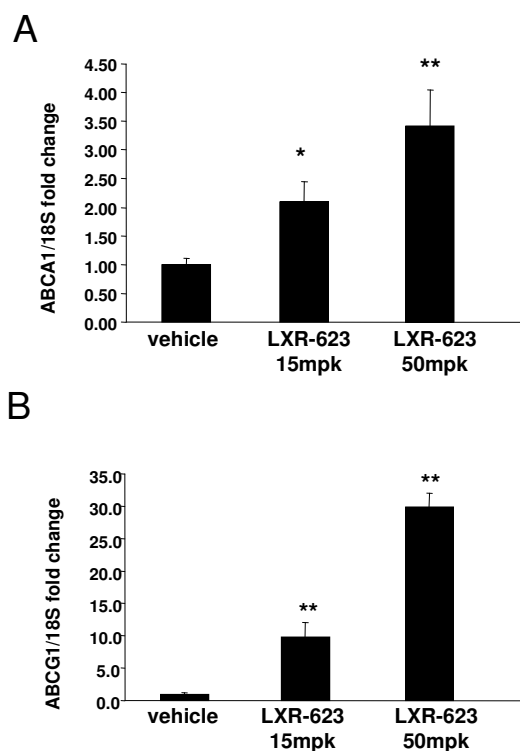 A
ABCA1/18S fold change
4.50
4.00
3.50
3.00
2.50
2.00
1.50
1.00
0.50
0.00
*
**
vehicle LXR-623 LXR-623
15mpk 50mpk
B
ABCG1/18S fold change
35.0
30.0
25.0
20.0
15.0
10.0
5.0
0.0
**
**
vehicle LXR-623 LXR-623
15mpk 50mpk